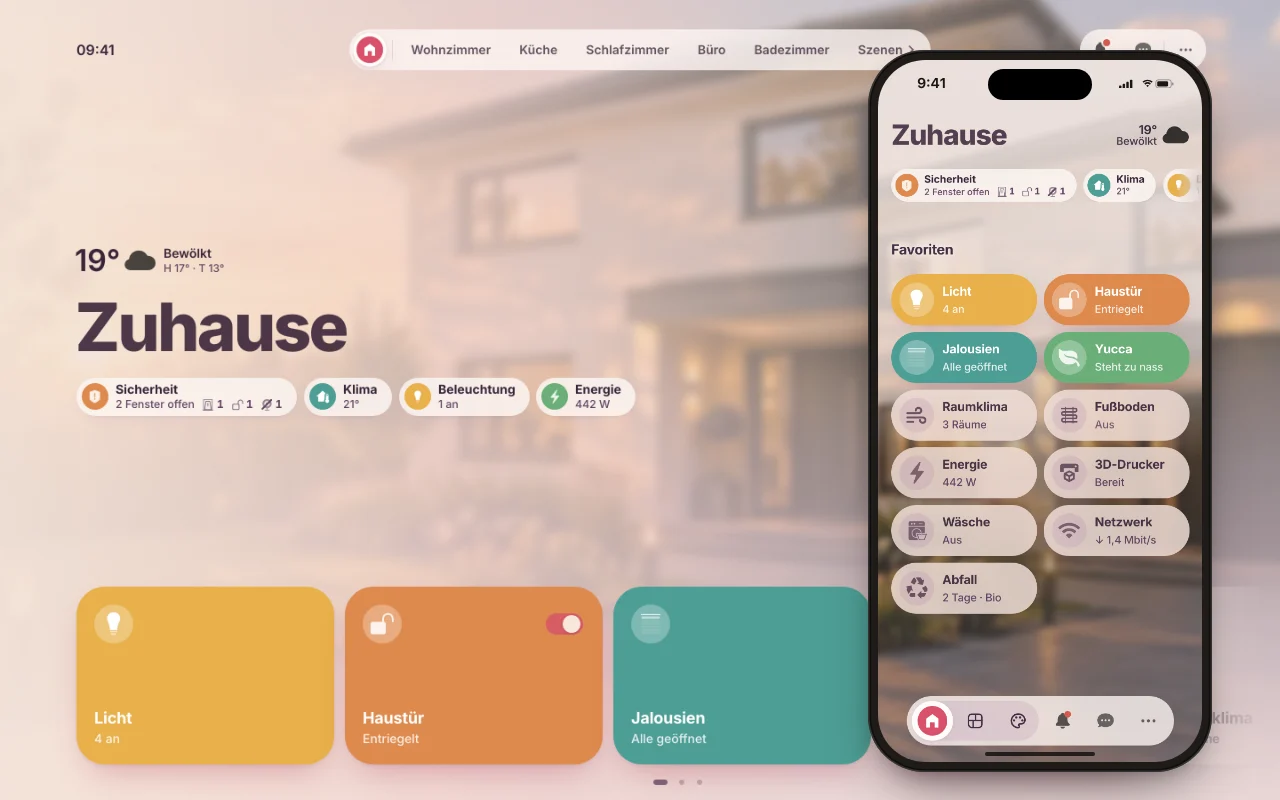 09:41
Wohnzimmer
Küche
Schlafzimmer
Büro
Badezimmer
Szenen
19°
Bewölkt
H 17° · T 13°
Zuhause
Sicherheit
2 Fenster offen 1 1 1
Klima
21°
Beleuchtung
1 an
Energie
442 W
Licht
4 an
Haustür
Entriegelt
Jalousien
Alle geöffnet
klima
9:41
Zuhause
19°
Bewölkt
Sicherheit
2 Fenster offen 1 1 1
Klima
21°
Favoriten
Licht
4 an
Haustür
Entriegelt
Jalousien
Alle geöffnet
Yucca
Steht zu nass
Raumklima
3 Räume
Fußboden
Aus
Energie
442 W
3D-Drucker
Bereit
Wäsche
Aus
Netzwerk
↓ 1,4 Mbit/s
Abfall
2 Tage · Bio